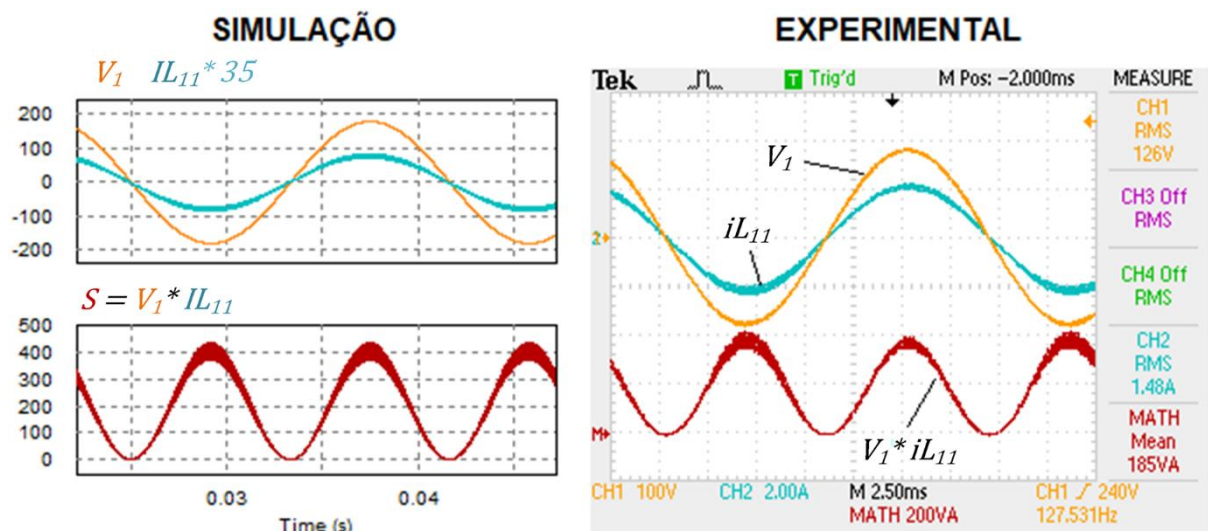 SIMULAÇÃO
V1 IL11* 35
200
100
0
-100
-200
S = V1* IL11
500
400
300
200
100
0
0.03 0.04
Time (s)
EXPERIMENTAL
Tek T Trig'd M Pos: -2.000ms MEASURE
CH1
RMS
126V
CH3 Off
RMS
CH4 Off
RMS
CH2
RMS
1.48A
MATH
Mean
185VA
V1
iL11
V1* iL11
2
M
CH1 100V CH2 2.00A M 2.50ms CH1 240V
MATH 200VA 127.531Hz